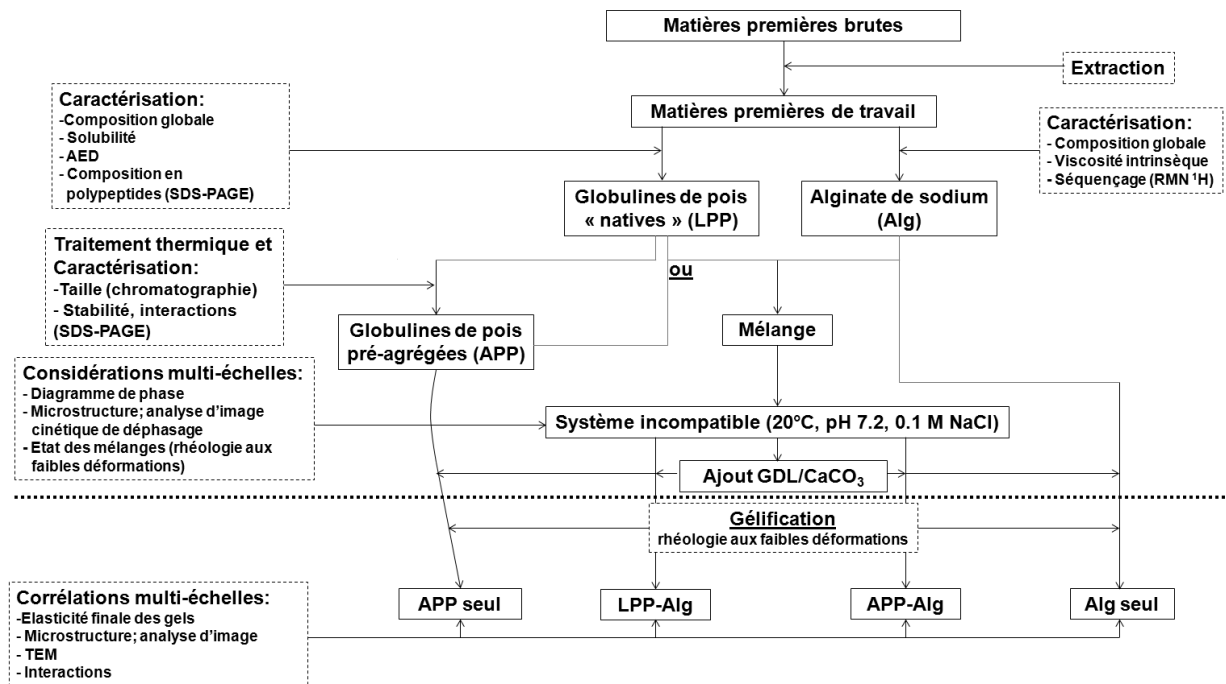 Matières premières brutes
Extraction
Matières premières de travail
Caractérisation:
-Composition globale
- Solubilité
- AED
- Composition en
polypeptides (SDS-PAGE)
Caractérisation:
- Composition globale
- Viscosité intrinsèque
- Séquençage (RMN ¹H)
Globulines de pois
« natives » (LPP)
Alginate de sodium
(Alg)
Traitement thermique et
Caractérisation:
-Taille (chromatographie)
- Stabilité, interactions
(SDS-PAGE)
ou
Globulines de pois
pré-agrégées (APP)
Mélange
Considérations multi-échelles:
- Diagramme de phase
- Microstructure; analyse d'image
cinétique de déphasage
- Etat des mélanges (rhéologie aux
faibles déformations)
Système incompatible (20°C, pH 7.2, 0.1 M NaCl)
Ajout GDL/CaCO₃
Gélification
rhéologie aux faibles déformations
Corrélations multi-échelles:
-Elasticité finale des gels
- Microstructure; analyse d'image
- TEM
- Interactions
APP seul
LPP-Alg
APP-Alg
Alg seul